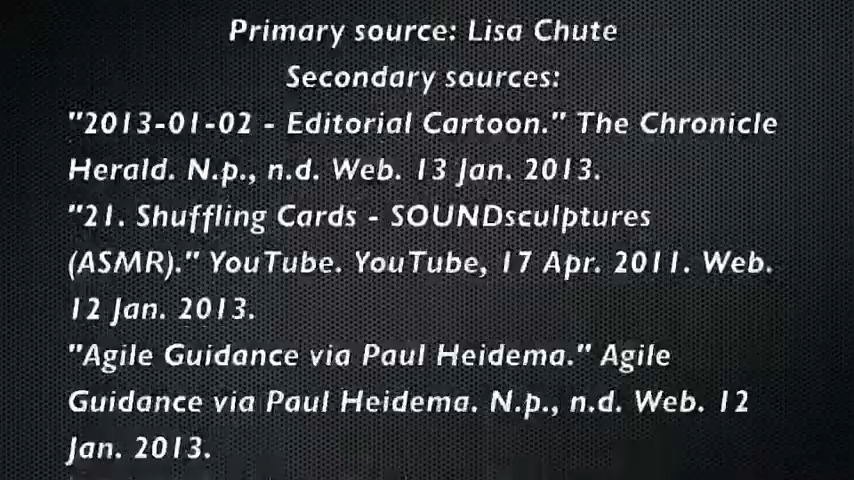 Primary source: Lisa Chute
Secondary sources:
"2013-01-02 - Editorial Cartoon." The Chronicle
Herald. N.p., n.d. Web. 13 Jan. 2013.
"21. Shuffling Cards - SOUNDsculptures
(ASMR)." YouTube. YouTube, 17 Apr. 2011. Web.
12 Jan. 2013.
"Agile Guidance via Paul Heidema." Agile
Guidance via Paul Heidema. N.p., n.d. Web. 12
Jan. 2013.